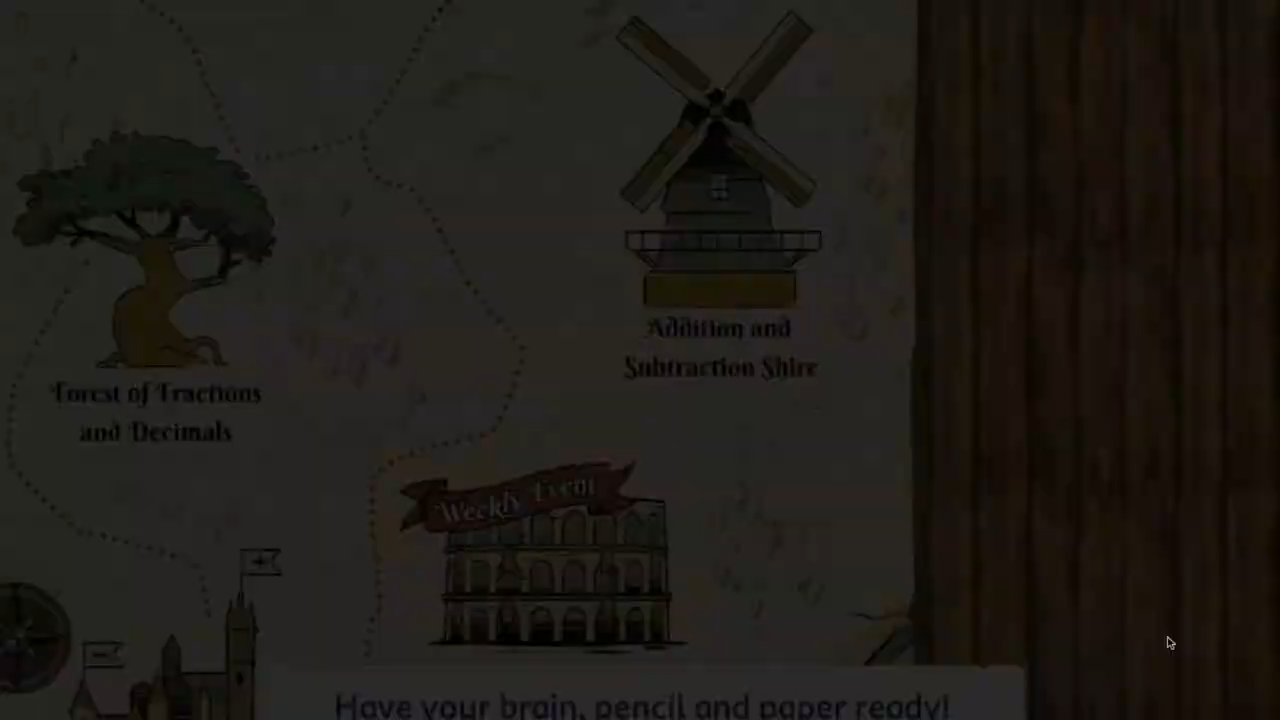 Addition and
Subtraction Shire
Forest of Fractions
and Decimals
Weekly Event
Have your brain, pencil and paper ready!